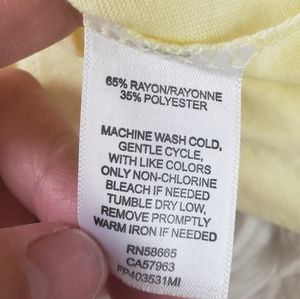 65% RAYON/RAYONNE
35% POLYESTER
MACHINE WASH COLD,
GENTLE CYCLE,
WITH LIKE COLORS
ONLY NON-CHLORINE
BLEACH IF NEEDED
TUMBLE DRY LOW,
REMOVE PROMPTLY
WARM IRON IF NEEDED
RN58665
CA57963
FP403531MI